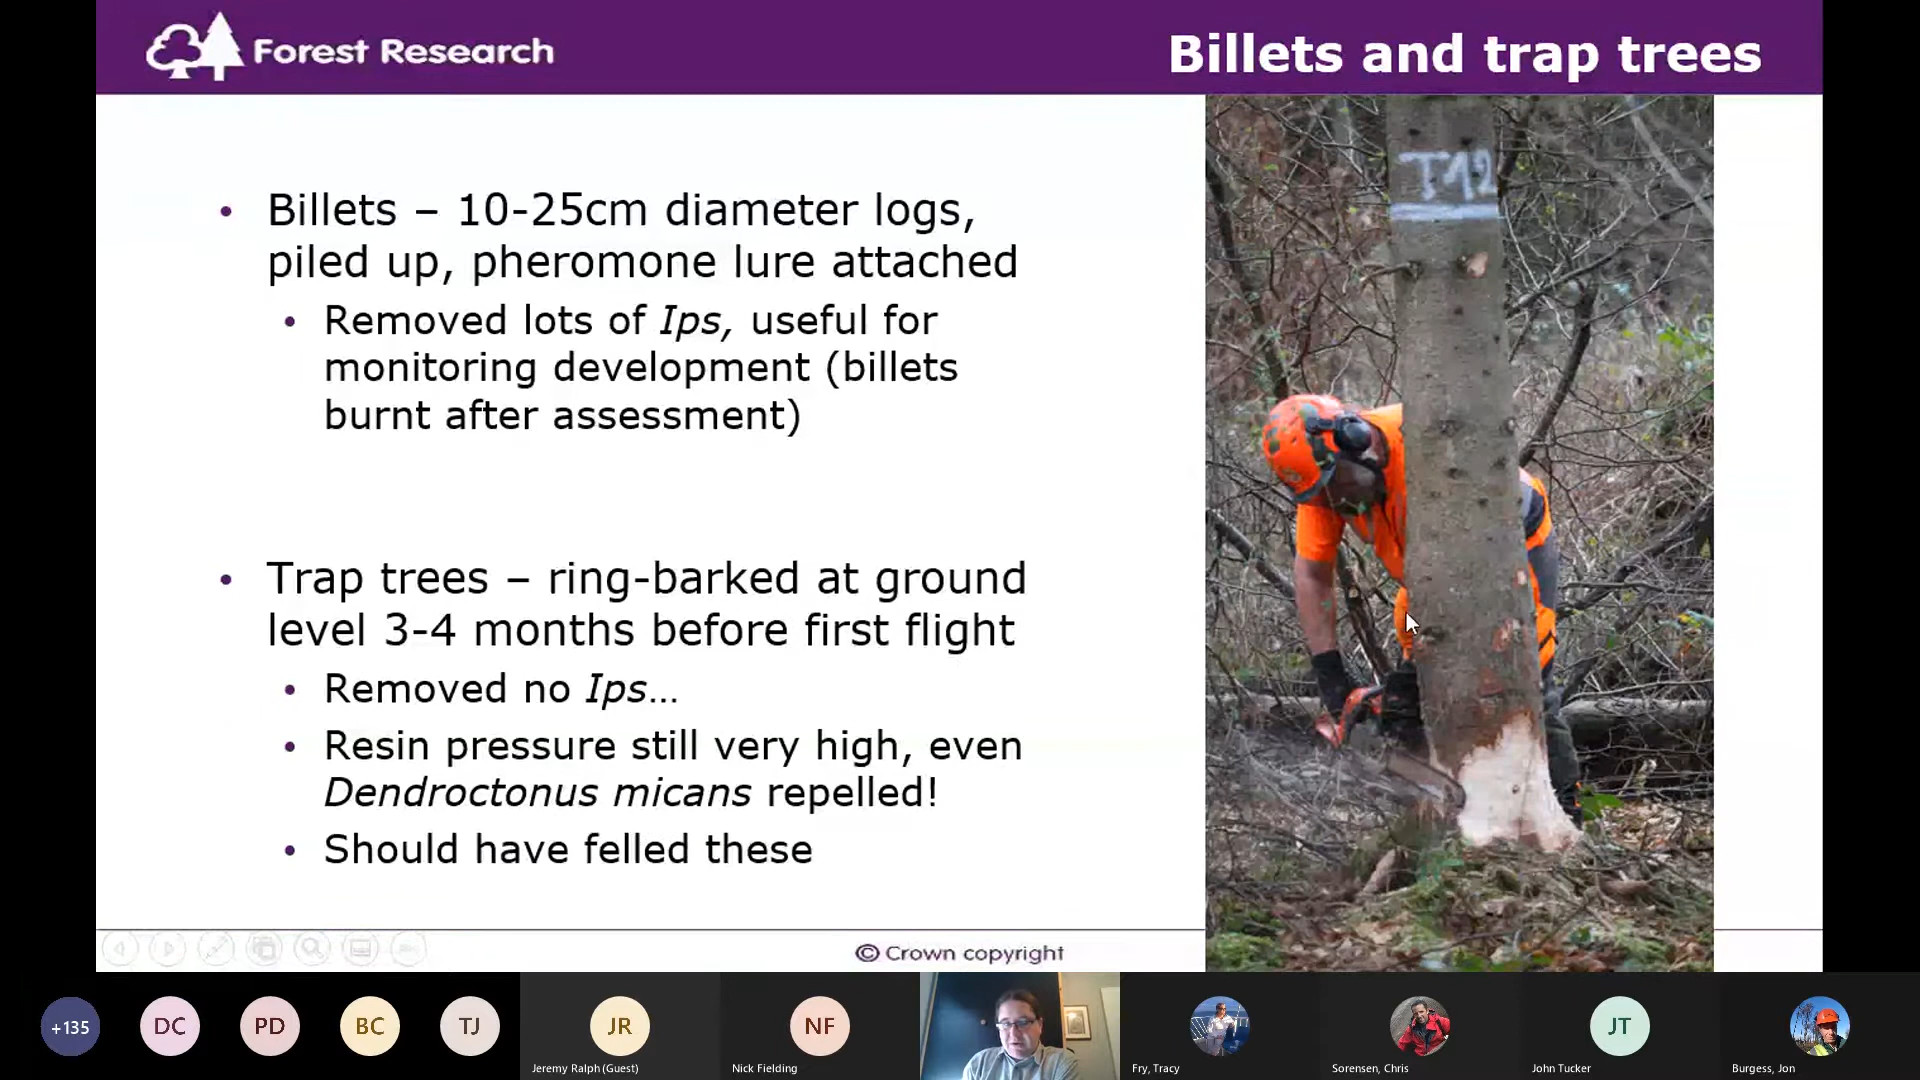 Forest Research
Billets and trap trees
T12
• Billets – 10-25cm diameter logs,
piled up, pheromone lure attached
• Removed lots of Ips, useful for
monitoring development (billets
burnt after assessment)
• Trap trees – ring-barked at ground
level 3-4 months before first flight
• Removed no Ips...
• Resin pressure still very high, even
Dendroctonus micans repelled!
• Should have felled these
© Crown copyright
+135
DC
PD
BC
TJ
JR
NF
JT
Jeremy Ralph (Guest)
Nick Fielding
Fry, Tracy
Sorensen, Chris
John Tucker
Burgess, Jon